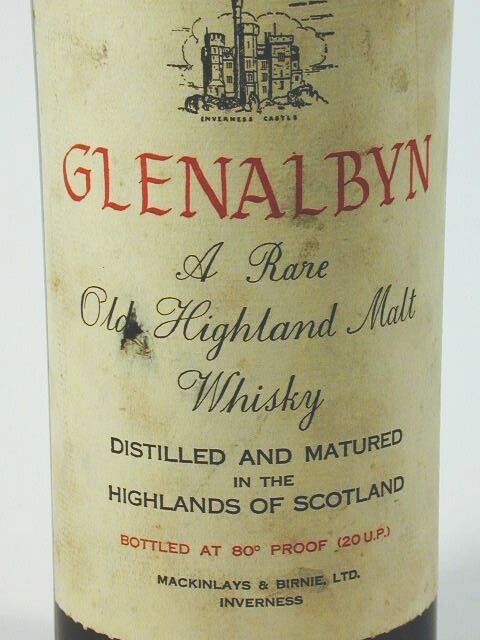 INVERNESS CASTLE
GLENALBYN
A Rare
Old Highland Malt
Whisky
DISTILLED AND MATURED
IN THE
HIGHLANDS OF SCOTLAND
BOTTLED AT 80º PROOF (20 U.P.)
MACKINLAYS & BIRNIE, LTD.
INVERNESS